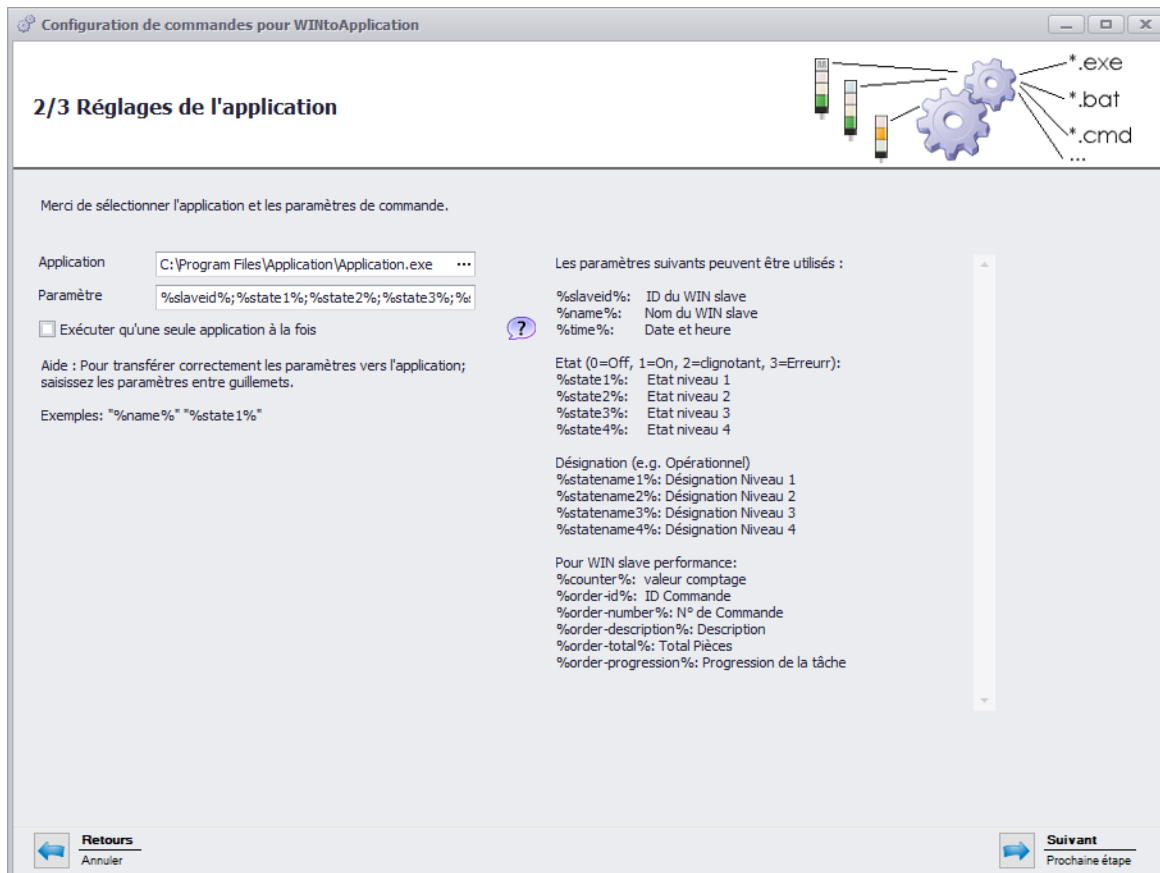 Configuration de commandes pour WINtoApplication
2/3 Réglages de l'application
*.exe
*.bat
*.cmd
...
Merci de sélectionner l'application et les paramètres de commande.
Application
C:\Program Files\Application\Application.exe ...
Paramètre
%slaveid%;%state1%;%state2%;%state3%;%s
Exécuter qu'une seule application à la fois
?
Aide : Pour transférer correctement les paramètres vers l'application;
saisissez les paramètres entre guillemets.
Exemples: "%name%" "%state1%"
Les paramètres suivants peuvent être utilisés :
%slaveid%: ID du WIN slave
%name%: Nom du WIN slave
%time%: Date et heure
Etat (0=Off, 1=On, 2=clignotant, 3=Erreurr):
%state1%: Etat niveau 1
%state2%: Etat niveau 2
%state3%: Etat niveau 3
%state4%: Etat niveau 4
Désignation (e.g. Opérationnel)
%statename1%: Désignation Niveau 1
%statename2%: Désignation Niveau 2
%statename3%: Désignation Niveau 3
%statename4%: Désignation Niveau 4
Pour WIN slave performance:
%counter%: valeur comptage
%order-id%: ID Commande
%order-number%: N° de Commande
%order-description%: Description
%order-total%: Total Pièces
%order-progression%: Progression de la tâche
Retours
Annuler
Suivant
Prochaine étape